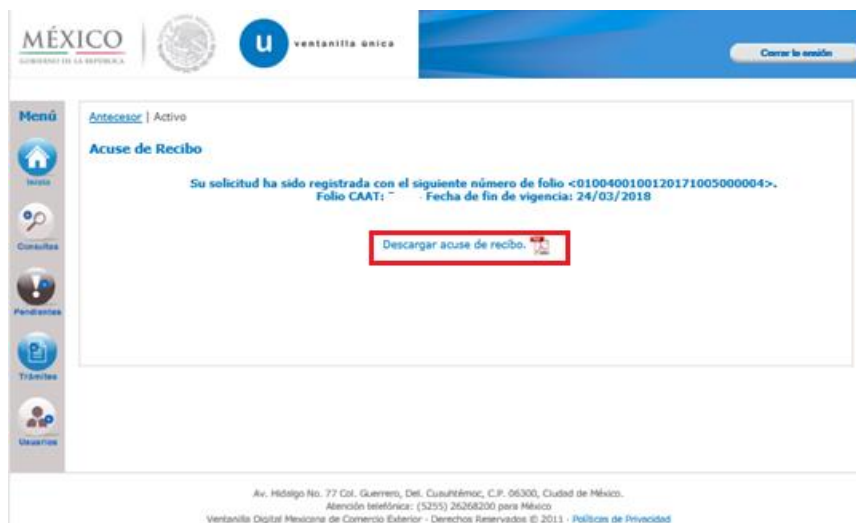 MÉXICO
GOBIERNO DE LA REPÚBLICA
u
ventanilla única
Cerrar la sesión
Menú
Inicio
Consultas
Pendientes
Trámites
Usuarios
Antecesor | Activo
Acuse de Recibo
Su solicitud ha sido registrada con el siguiente número de folio <0100400100120171005000004>.
Folio CAAT: Fecha de fin de vigencia: 24/03/2018
Descargar acuse de recibo.
Av. Hidalgo No. 77 Col. Guerrero, Del. Cuauhtémoc, C.P. 06300, Ciudad de México.
Atención telefónica: (5255) 26268200 para México
Ventanilla Digital Mexicana de Comercio Exterior - Derechos Reservados © 2011 - Políticas de Privacidad